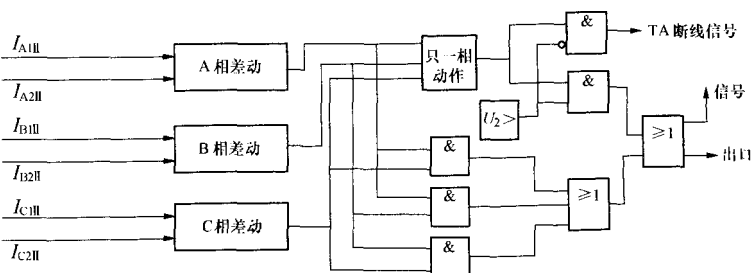 I_A1Ⅱ
I_A2Ⅱ
A相差动
I_B1Ⅱ
I_B2Ⅱ
B相差动
I_C1Ⅱ
I_C2Ⅱ
C相差动
只一相
动作
U₂>
&
TA断线信号
&
&
&
&
≥1
≥1
信号
出口